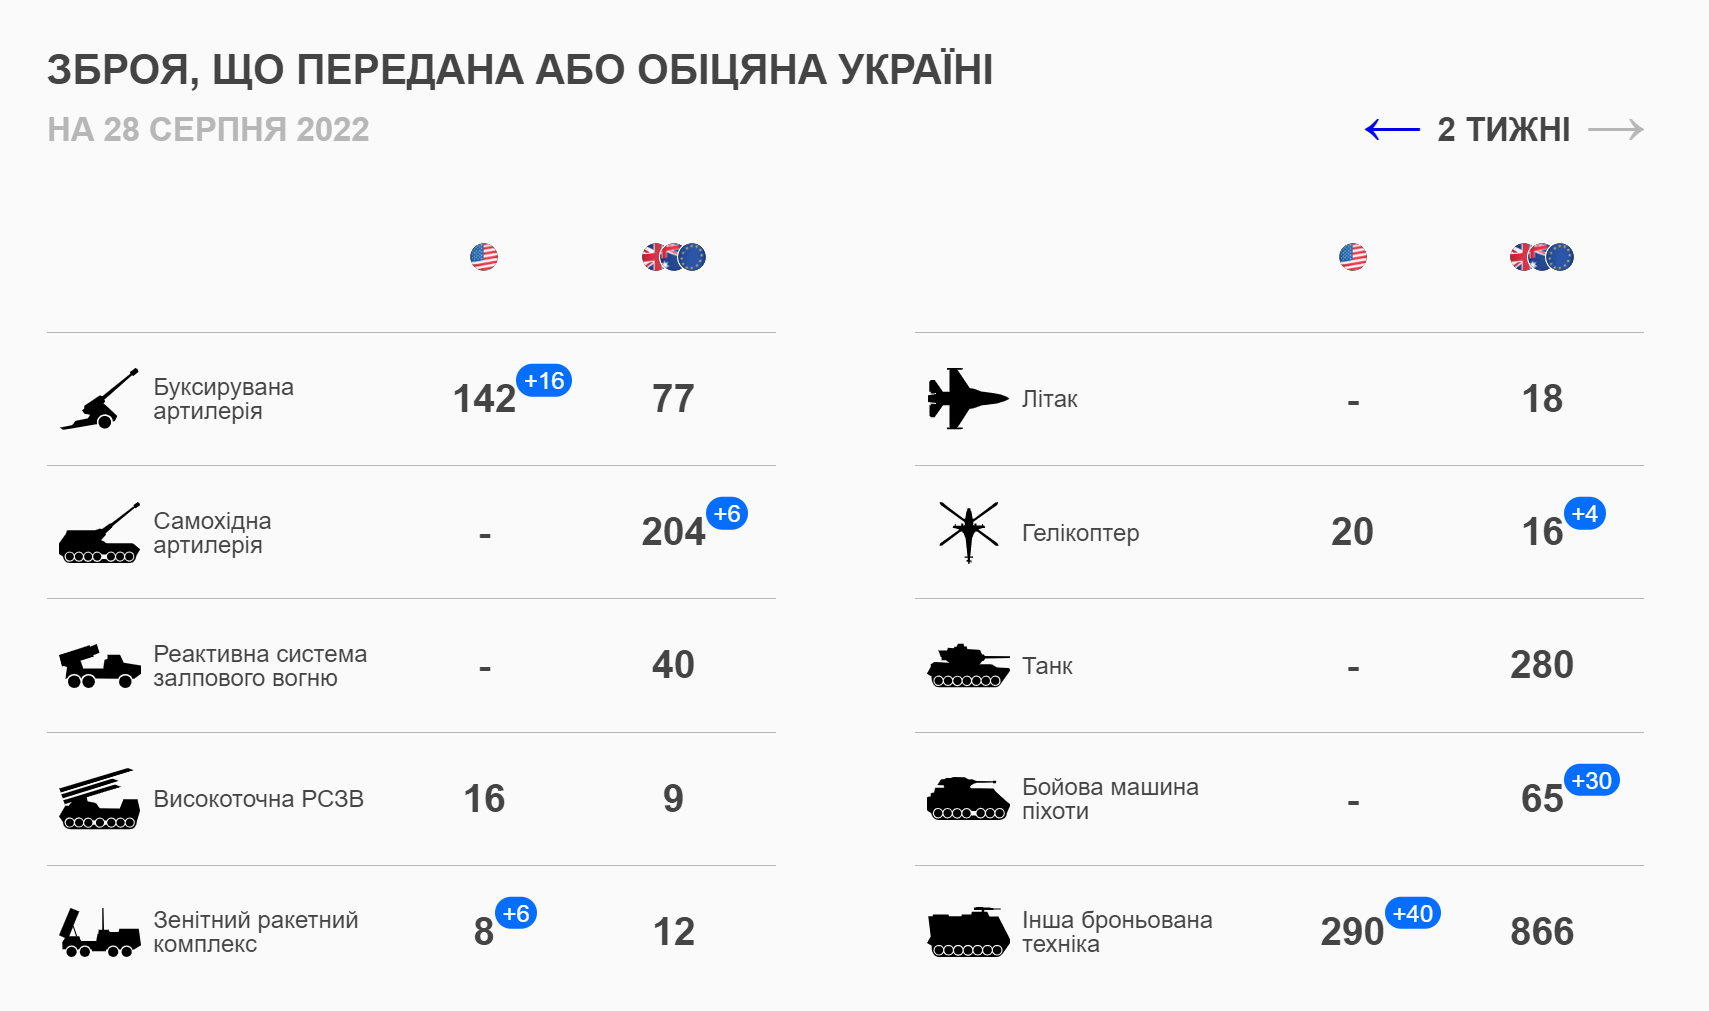 ЗБРОЯ, ЩО ПЕРЕДАНА АБО ОБІЦЯНА УКРАЇНІ
НА 28 СЕРПНЯ 2022
2 ТИЖНІ
Буксирувана
артилерія
142 +16 77
Самохідна
артилерія
- 204 +6
Реактивна система
залпового вогню
- 40
Високоточна РСЗВ 16 9
Зенітний ракетний
комплекс
8 +6 12
Літак - 18
Гелікоптер 20 16 +4
Танк - 280
Бойова машина
піхоти
- 65 +30
Інша броньована
техніка
290 +40 866